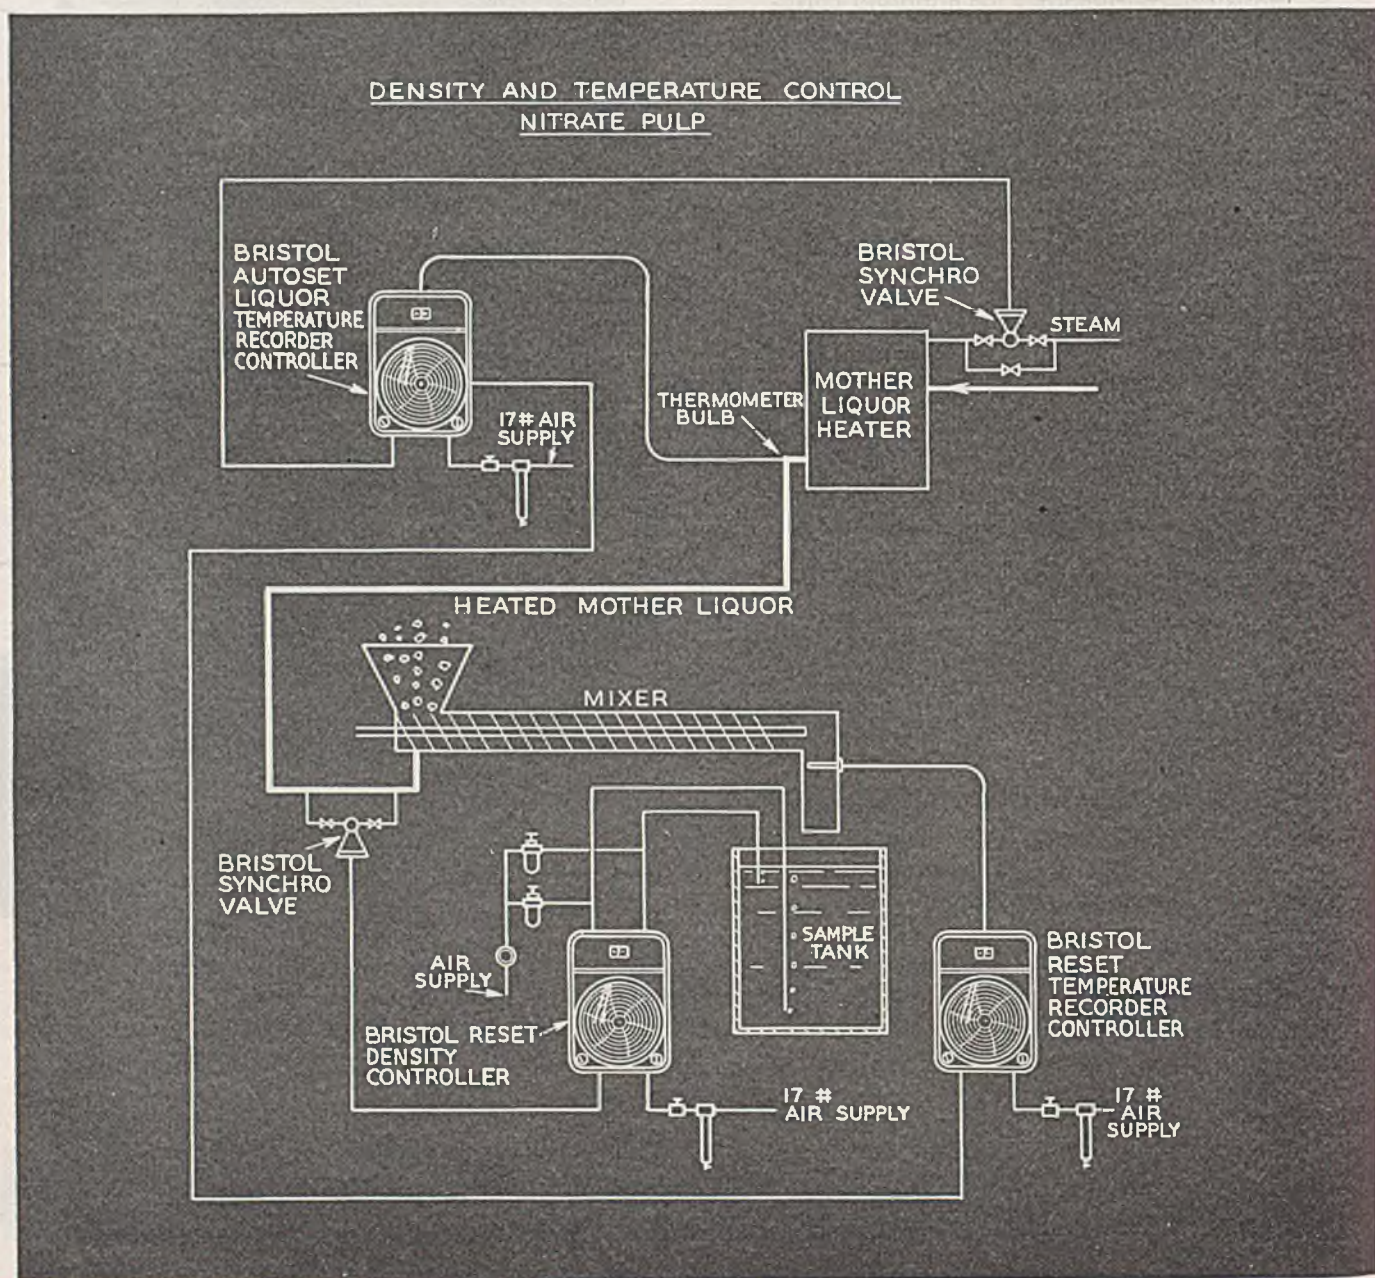 DENSITY AND TEMPERATURE CONTROL
NITRATE PULP
BRISTOL
AUTOSET
LIQUOR
TEMPERATURE
RECORDER
CONTROLLER
17# AIR
SUPPLY
BRISTOL
SYNCHRO
VALVE
STEAM
MOTHER
LIQUOR
HEATER
THERMOMETER
BULB
HEATED MOTHER LIQUOR
MIXER
BRISTOL
SYNCHRO
VALVE
AIR
SUPPLY
SAMPLE
TANK
BRISTOL RESET
DENSITY
CONTROLLER
17 #
AIR SUPPLY
BRISTOL
RESET
TEMPERATURE
RECORDER
CONTROLLER
17 #
AIR
SUPPLY